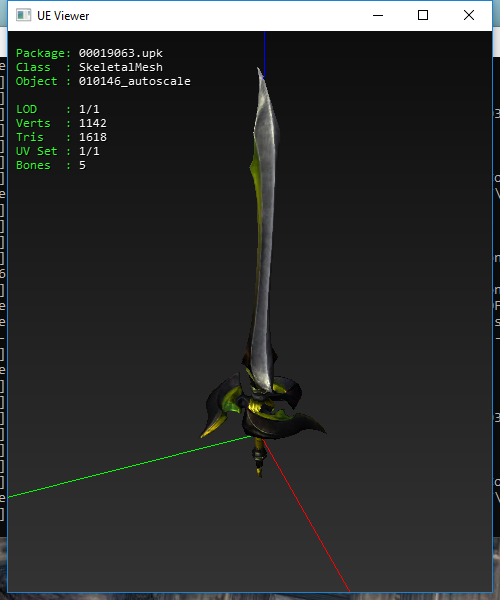 UE Viewer
Package: 00019063.upk
Class : SkeletalMesh
Object : 010146_autoscale
LOD : 1/1
Verts : 1142
Tris : 1618
UV Set : 1/1
Bones : 5